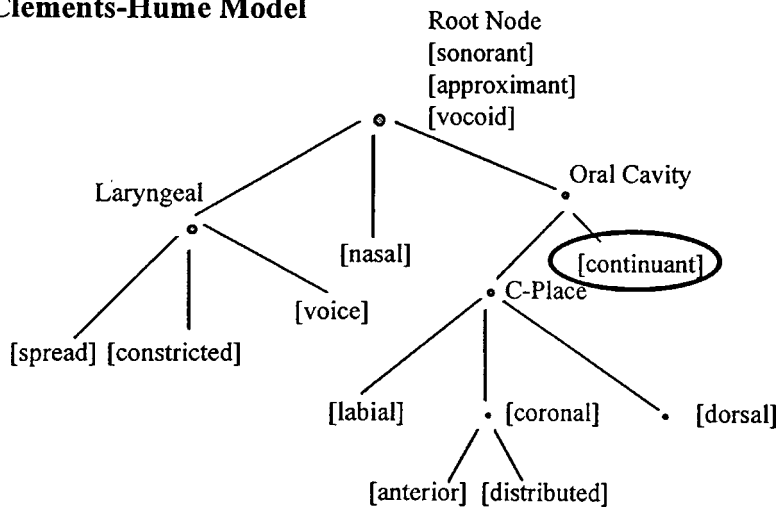 Clements-Hume Model
Root Node
[sonorant]
[approximant]
[vocoid]
Laryngeal
Oral Cavity
[nasal]
[continuant]
[voice]
C-Place
[spread] [constricted]
[labial]
[coronal]
[dorsal]
[anterior] [distributed]